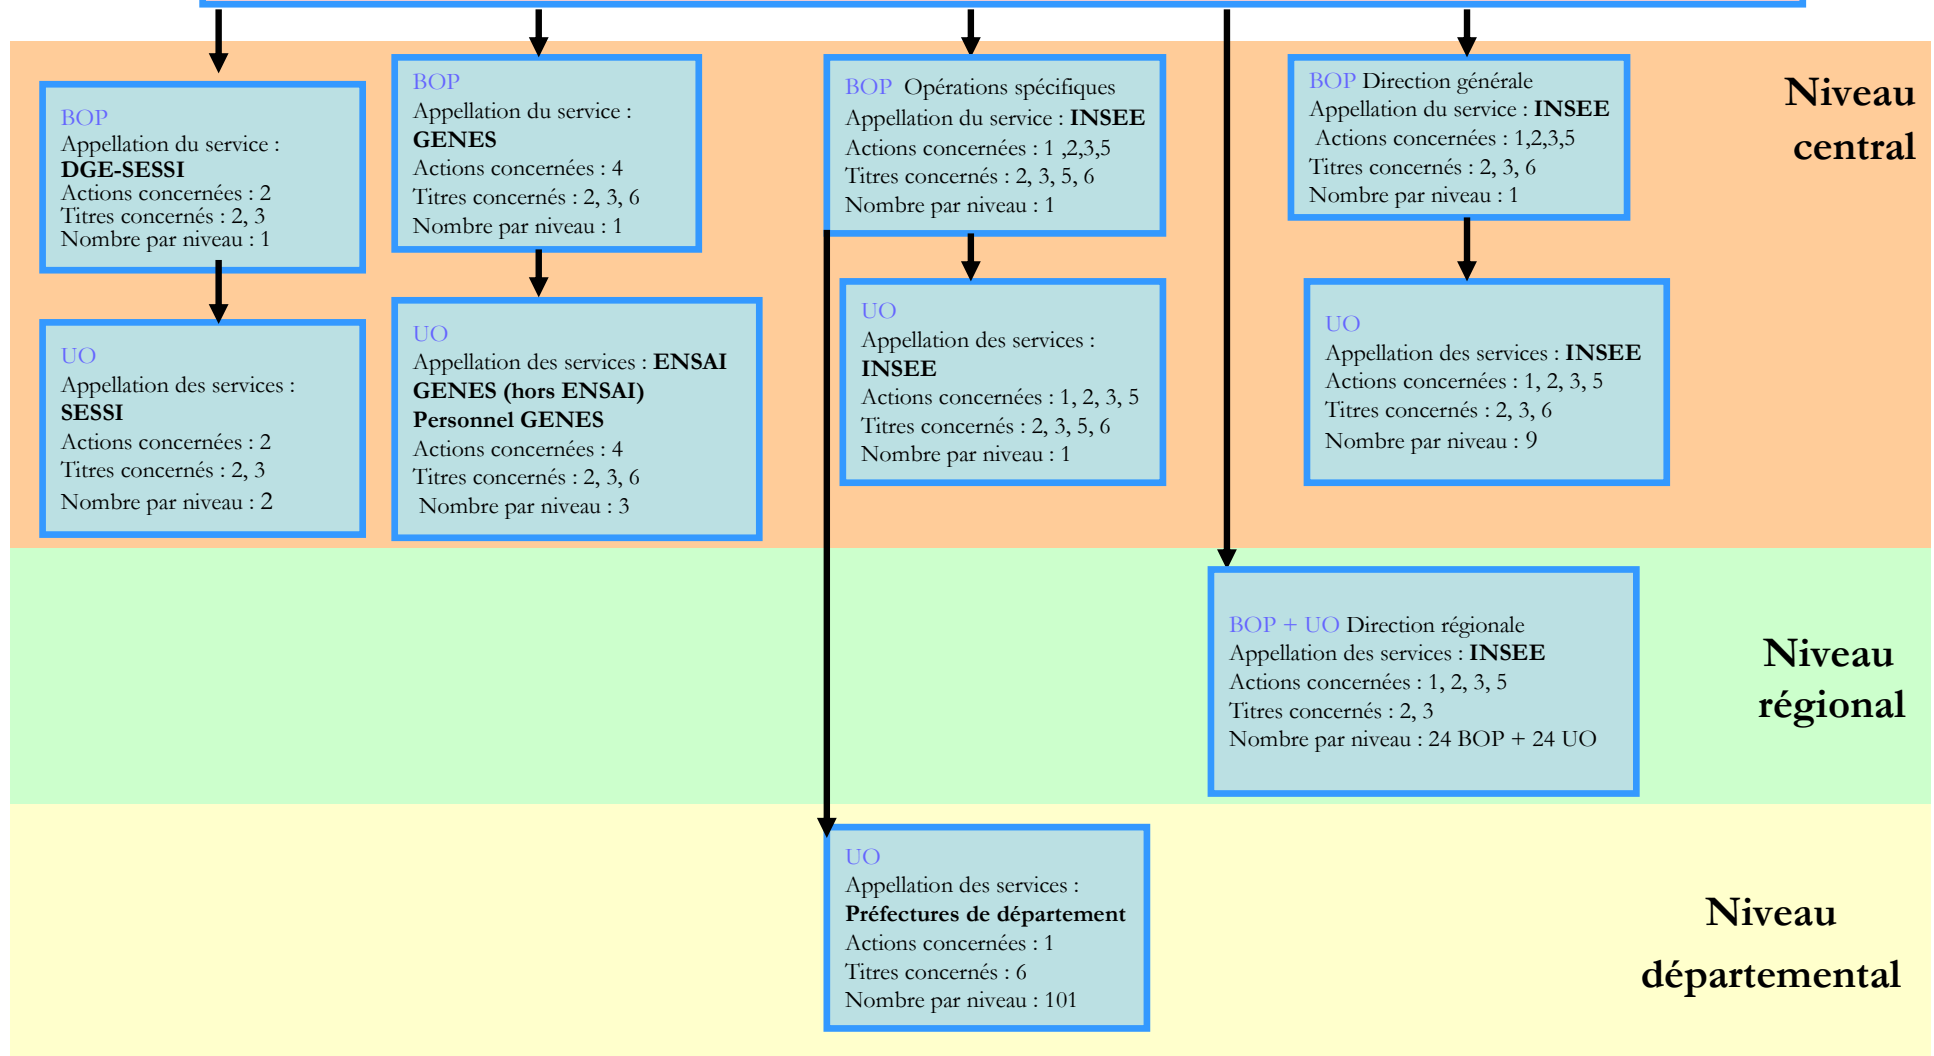 BOP
Appellation du service :
DGE-SESSI
Actions concernées : 2
Titres concernés : 2, 3
Nombre par niveau : 1
BOP
Appellation du service :
GENES
Actions concernées : 4
Titres concernés : 2, 3, 6
Nombre par niveau : 1
BOP Opérations spécifiques
Appellation du service : INSEE
Actions concernées : 1 ,2,3,5
Titres concernés : 2, 3, 5, 6
Nombre par niveau : 1
BOP Direction générale
Appellation du service : INSEE
Actions concernées : 1,2,3,5
Titres concernés : 2, 3, 6
Nombre par niveau : 1
Niveau
central
UO
Appellation des services :
SESSI
Actions concernées : 2
Titres concernés : 2, 3
Nombre par niveau : 2
UO
Appellation des services : ENSAI
GENES (hors ENSAI)
Personnel GENES
Actions concernées : 4
Titres concernés : 2, 3, 6
Nombre par niveau : 3
UO
Appellation des services :
INSEE
Actions concernées : 1, 2, 3, 5
Titres concernés : 2, 3, 5, 6
Nombre par niveau : 1
UO
Appellation des services : INSEE
Actions concernées : 1, 2, 3, 5
Titres concernés : 2, 3, 6
Nombre par niveau : 9
BOP + UO Direction régionale
Appellation des services : INSEE
Actions concernées : 1, 2, 3, 5
Titres concernés : 2, 3
Nombre par niveau : 24 BOP + 24 UO
Niveau
régional
UO
Appellation des services :
Préfectures de département
Actions concernées : 1
Titres concernés : 6
Nombre par niveau : 101
Niveau
départemental